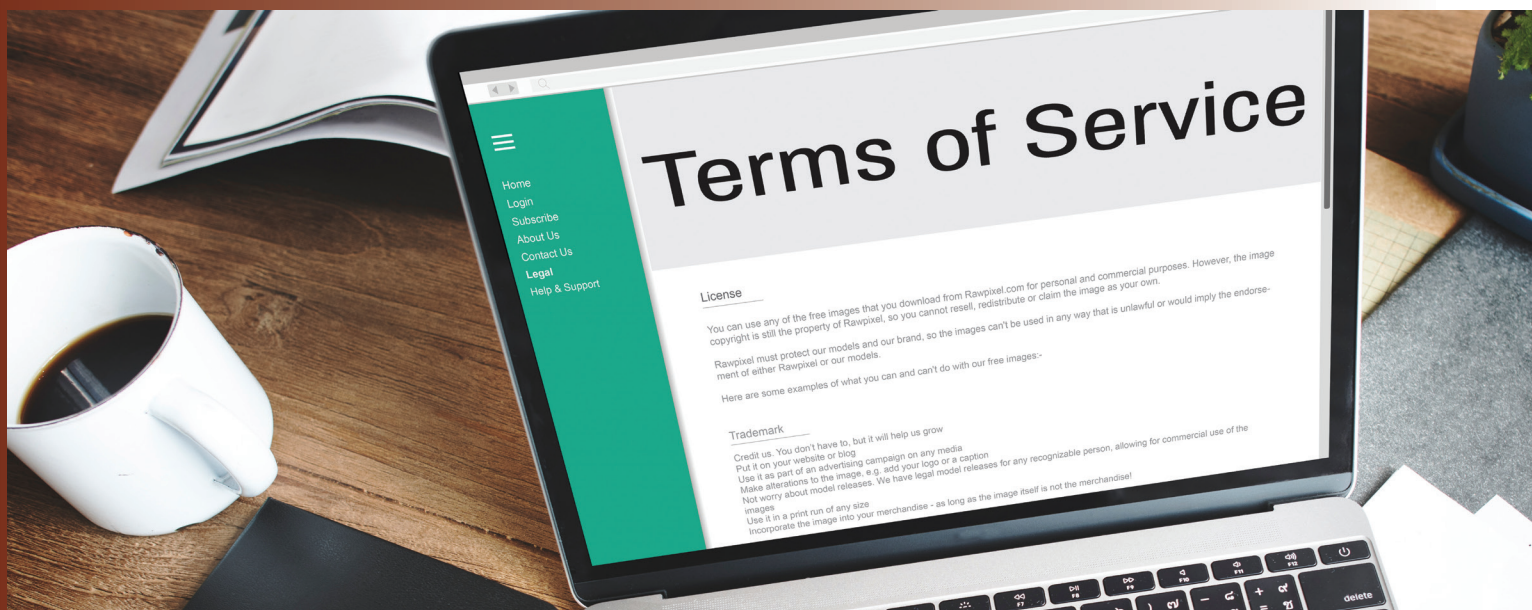 Terms of Service
Home
Login
Subscribe
About Us
Contact Us
Legal
Help & Support
License
You can use any of the free images that you download from Rawpixel.com for personal and commercial purposes. However, the image
copyright is still the property of Rawpixel, so you cannot resell, redistribute or claim the image as your own.
Rawpixel must protect our models and our brand, so the images can't be used in any way that is unlawful or would imply the endorse-
ment of either Rawpixel or our models.
Here are some examples of what you can and can't do with our free images:-
Trademark
Credit us. You don't have to, but it will help us grow
Put it on your website or blog
Use it as part of an advertising campaign on any media
Make alterations to the image, e.g. add your logo or a caption
Not worry about model releases. We have legal model releases for any recognizable person, allowing for commercial use of the
images
Use it in a print run of any size
Incorporate the image into your merchandise - as long as the image itself is not the merchandise!
F7
F8
F9
F10
F11
F12
delete